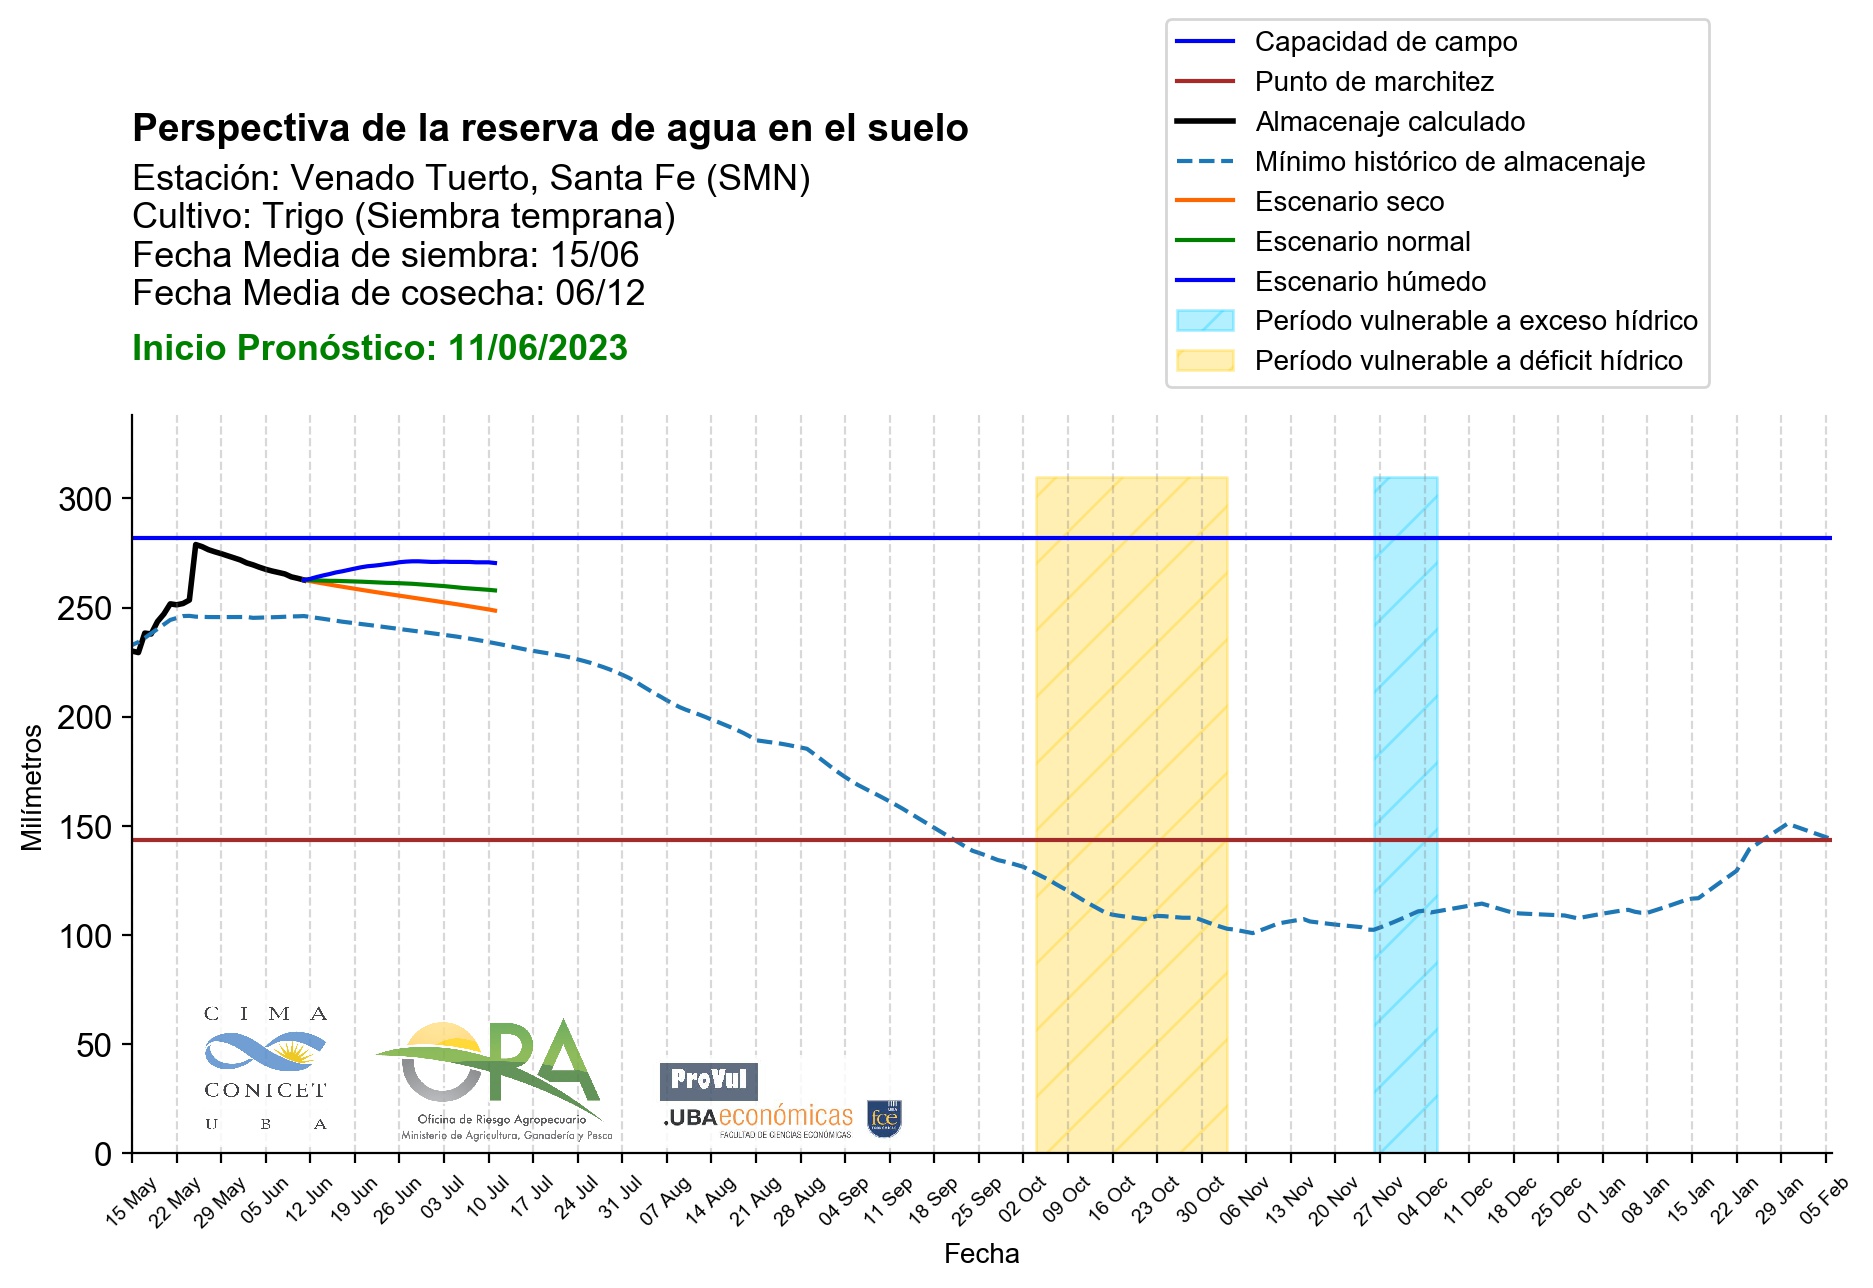 Capacidad de campo
Punto de marchitez
Almacenaje calculado
Mínimo histórico de almacenaje
Escenario seco
Escenario normal
Escenario húmedo
Período vulnerable a exceso hídrico
Período vulnerable a déficit hídrico
Perspectiva de la reserva de agua en el suelo
Estación: Venado Tuerto, Santa Fe (SMN)
Cultivo: Trigo (Siembra temprana)
Fecha Media de siembra: 15/06
Fecha Media de cosecha: 06/12
Inicio Pronóstico: 11/06/2023
Milímetros
300
250
200
150
100
50
0
CIMA
CONICET
UBA
ORA
Oficina de Riesgo Agropecuario
Ministerio de Agricultura, Ganadería y Pesca
ProVul
.UBAeconómicas
FACULTAD DE CIENCIAS ECONÓMICAS
UBA
fce
ECONÓMICAS
15 May
22 May
29 May
05 Jun
12 Jun
19 Jun
26 Jun
03 Jul
10 Jul
17 Jul
24 Jul
31 Jul
07 Aug
14 Aug
21 Aug
28 Aug
04 Sep
11 Sep
18 Sep
25 Sep
02 Oct
09 Oct
16 Oct
23 Oct
30 Oct
06 Nov
13 Nov
20 Nov
27 Nov
04 Dec
11 Dec
18 Dec
25 Dec
01 Jan
08 Jan
15 Jan
22 Jan
29 Jan
05 Feb
Fecha